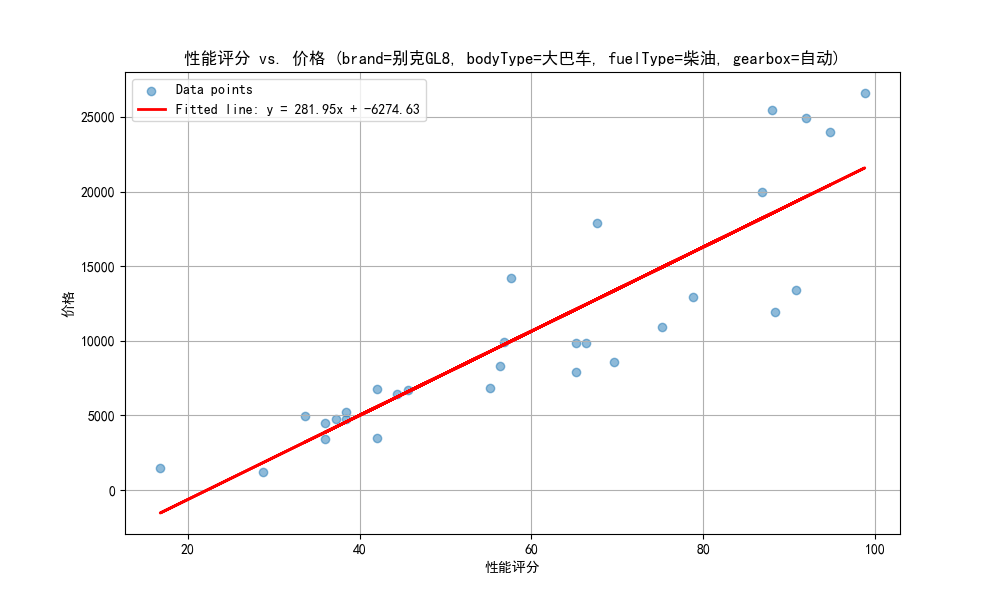 性能评分 vs. 价格 (brand=别克GL8, bodyType=大巴车, fuelType=柴油, gearbox=自动)
Data points
Fitted line: y = 281.95x + -6274.63
25000
20000
15000
10000
5000
0
价格
20 40 60 80 100
性能评分